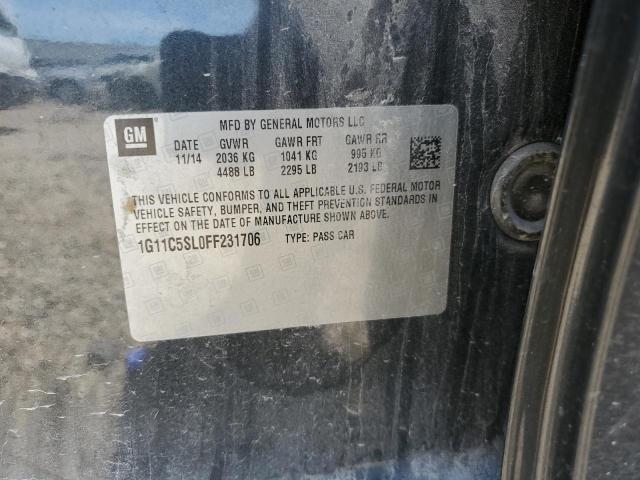 GM
MFD BY GENERAL MOTORS LLC
DATE GVWR GAWR FRT GAWR RR
11/14 2036 KG 1041 KG 995 KG
4488 LB 2295 LB 2193 LB
THIS VEHICLE CONFORMS TO ALL APPLICABLE U.S. FEDERAL MOTOR
VEHICLE SAFETY, BUMPER, AND THEFT PREVENTION STANDARDS IN
EFFECT ON THE DATE OF MANUFACTURE SHOWN ABOVE.
1G11C5SL0FF231706 TYPE: PASS CAR